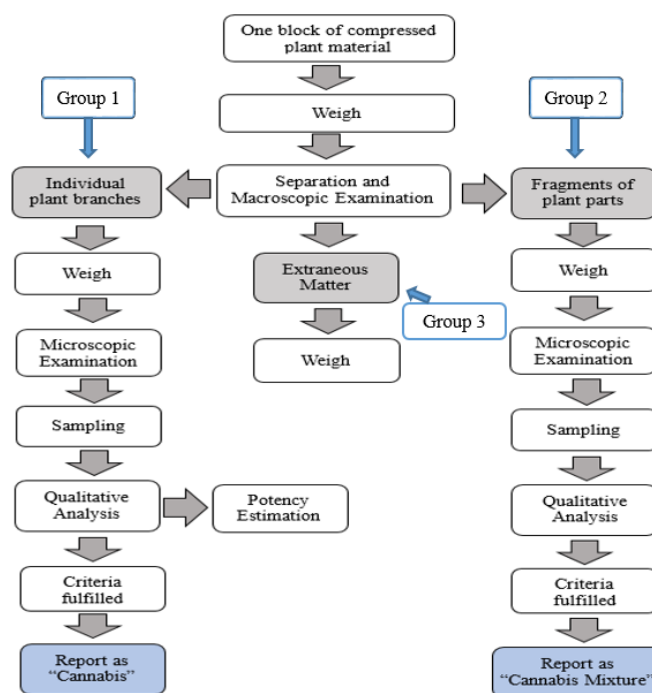 One block of compressed
plant material
Group 1
Weigh
Group 2
Individual
plant branches
Separation and
Macroscopic Examination
Fragments of
plant parts
Weigh
Extraneous
Matter
Weigh
Group 3
Microscopic
Examination
Weigh
Microscopic
Examination
Sampling
Sampling
Qualitative
Analysis
Potency
Estimation
Qualitative
Analysis
Criteria
fulfilled
Criteria
fulfilled
Report as
“Cannabis”
Report as
“Cannabis Mixture”